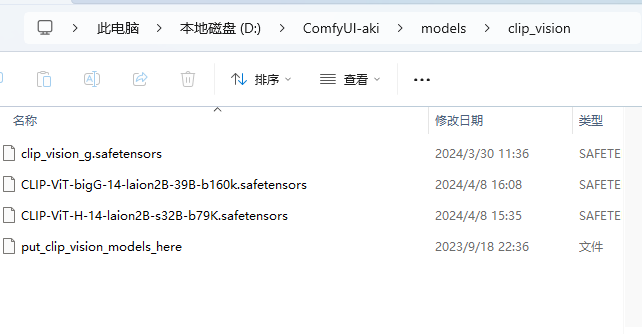 此电脑 > 本地磁盘 (D:) > ComfyUI-aki > models > clip_vision
排序 查看 •••
名称 修改日期 类型
clip_vision_g.safetensors 2024/3/30 11:36 SAFETE
CLIP-ViT-bigG-14-laion2B-39B-b160k.safetensors 2024/4/8 16:08 SAFETE
CLIP-ViT-H-14-laion2B-s32B-b79K.safetensors 2024/4/8 15:35 SAFETE
put_clip_vision_models_here 2023/9/18 22:36 文件